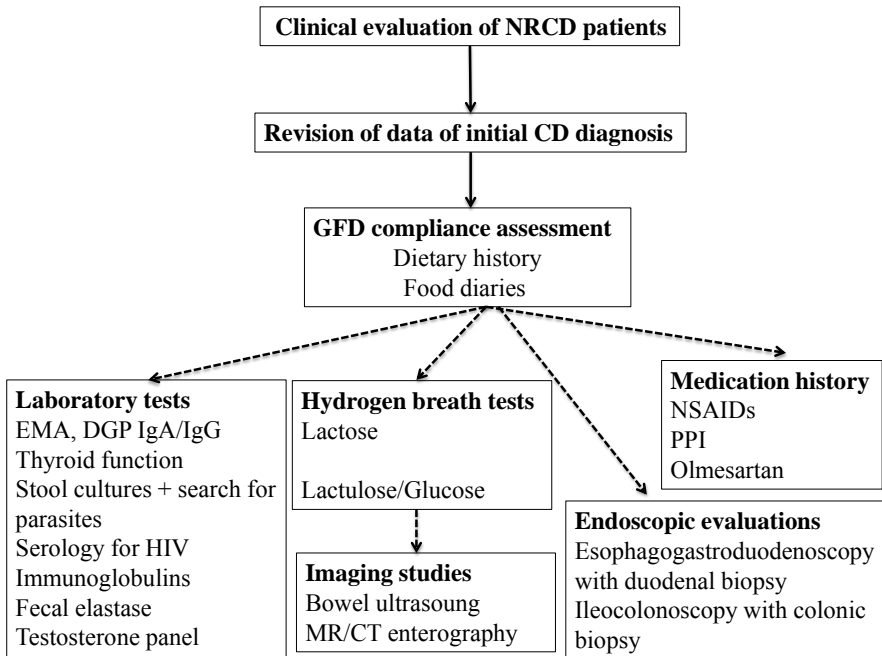 Clinical evaluation of NRCD patients
Revision of data of initial CD diagnosis
GFD compliance assessment
Dietary history
Food diaries
Laboratory tests
EMA, DGP IgA/IgG
Thyroid function
Stool cultures + search for
parasites
Serology for HIV
Immunoglobulins
Fecal elastase
Testosterone panel
Hydrogen breath tests
Lactose
Lactulose/Glucose
Imaging studies
Bowel ultrasoung
MR/CT enterography
Medication history
NSAIDs
PPI
Olmesartan
Endoscopic evaluations
Esophagogastroduodenoscopy
with duodenal biopsy
Ileocolonoscopy with colonic
biopsy